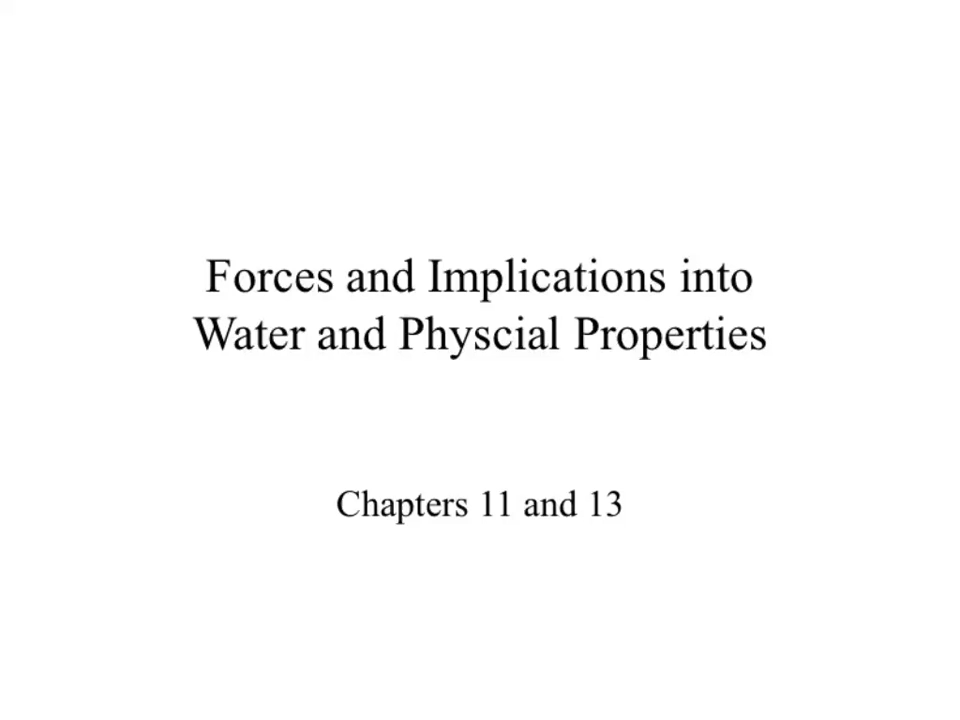 Forces and Implications into
Water and Physcial Properties
Chapters 11 and 13